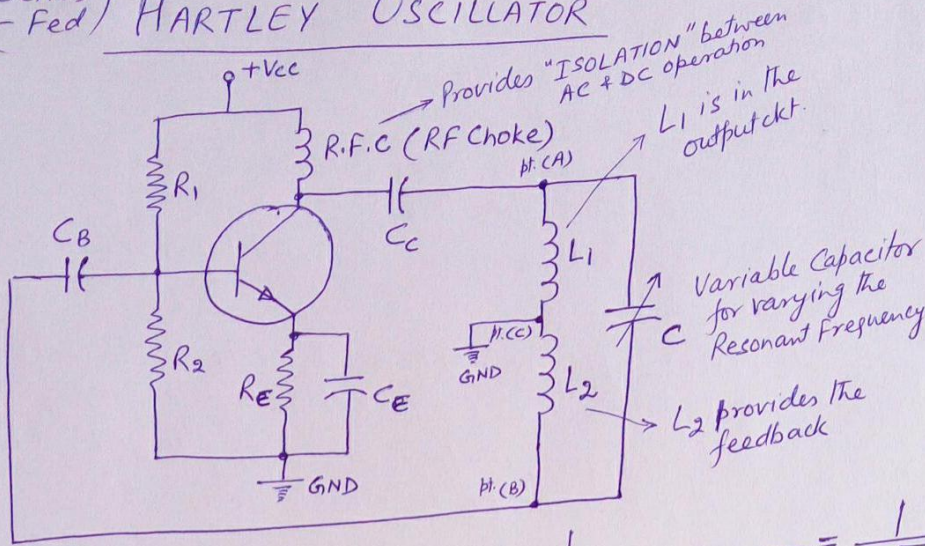 - Fed) HARTLEY OSCILLATOR
+Vcc
Provides "ISOLATION" between
AC & DC operation
R.F.C (RF Choke)
L1 is in the
output ckt.
pt.(A)
R1
CB
Cc
L1
Variable Capacitor
for varying the
Resonant Frequency
C
pt.(C)
GND
R2
RE
CE
L2
L2 provides the
feedback
GND
pt.(B)
1
= 1